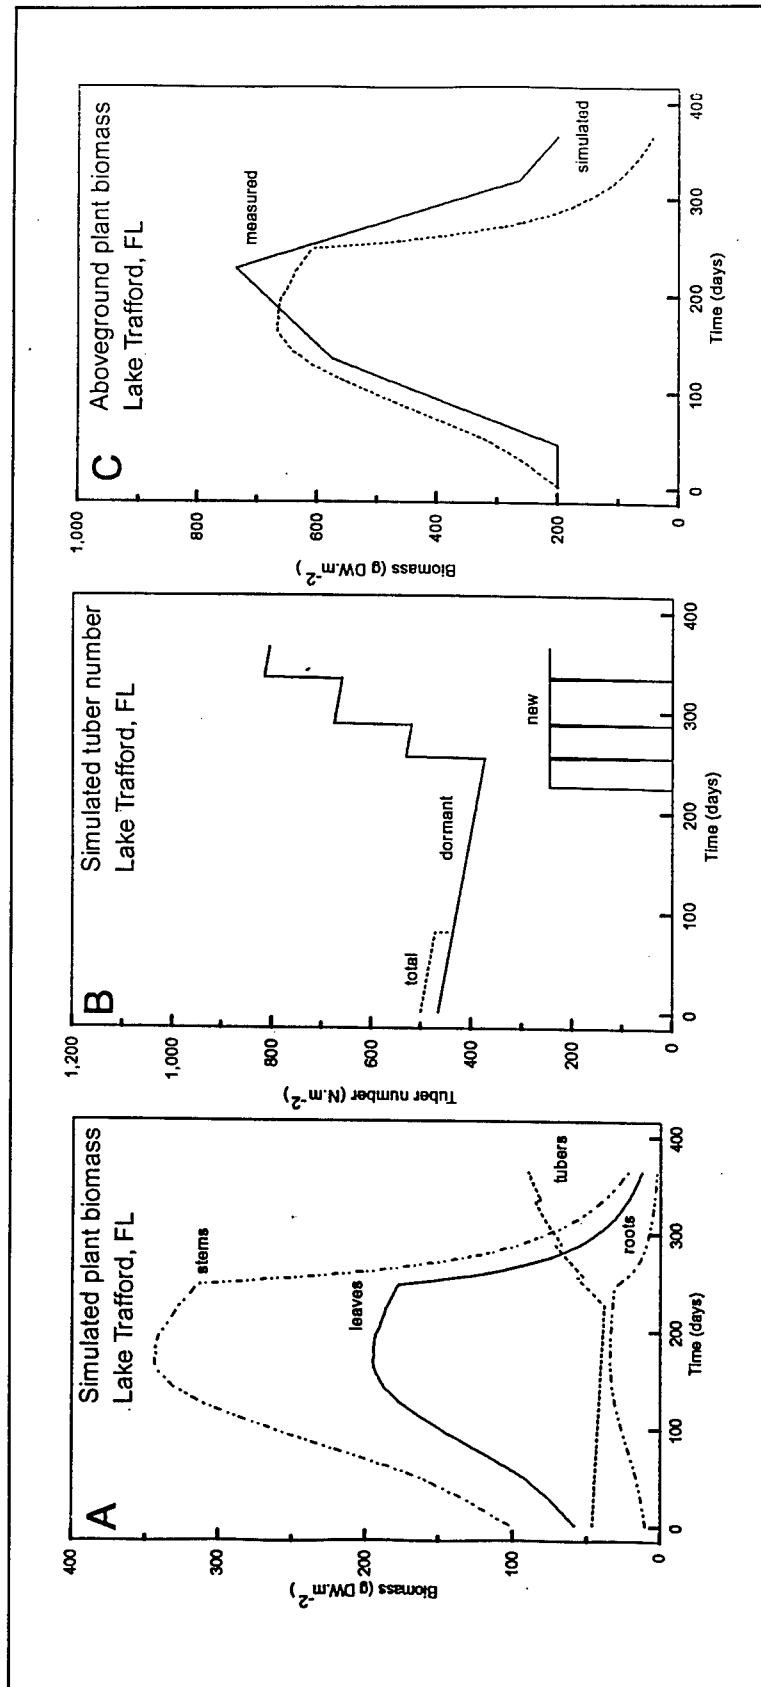 A
Simulated plant biomass
Lake Trafford, FL
400
300
200
100
0
Biomass (g DW.m-2)
stems
leaves
tubers
roots
0
100
200
300
400
Time (days)
B
Simulated tuber number
Lake Trafford, FL
1,200
1,000
800
600
400
200
0
Tuber number (N.m-2)
total
dormant
new
0
100
200
300
400
Time (days)
C
Aboveground plant biomass
Lake Trafford, FL
1,000
800
600
400
200
0
Biomass (g DW.m-2)
measured
simulated
0
100
200
300
400
Time (days)